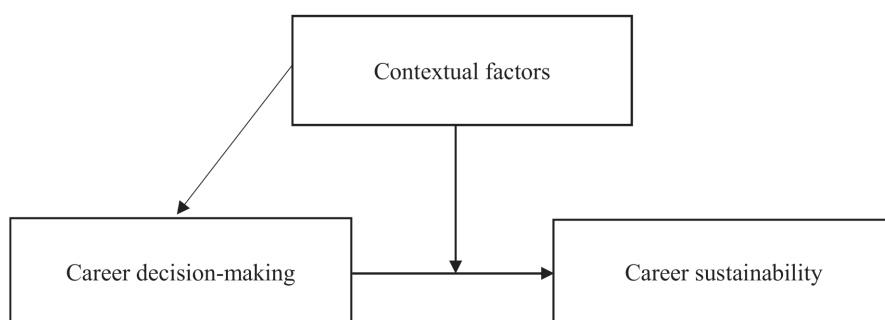 Contextual factors
Career decision-making
Career sustainability